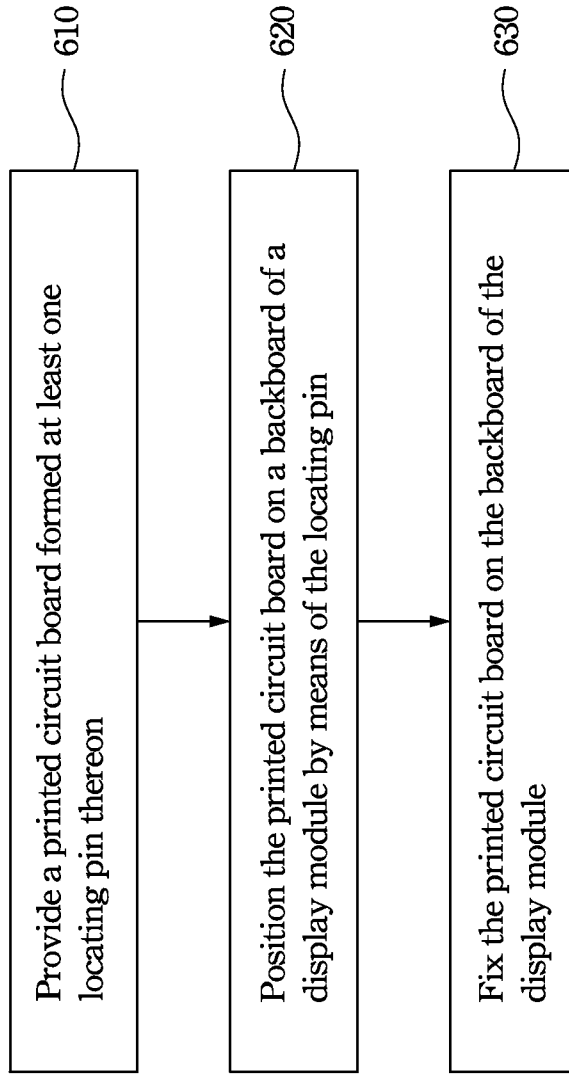 Provide a printed circuit board formed at least one
locating pin thereon
610
Position the printed circuit board on a backboard of a
display module by means of the locating pin
620
Fix the printed circuit board on the backboard of the
display module
630